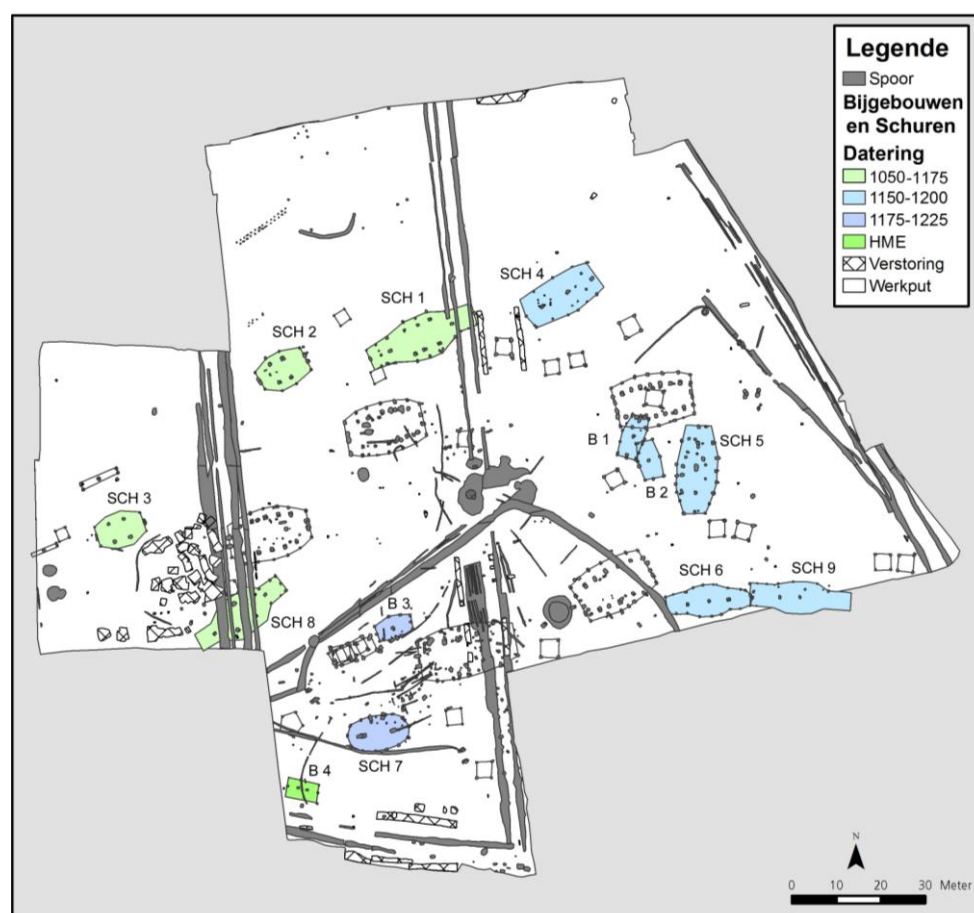 Legende
Spoor
Bijgebouwen
en Schuren
Datering
1050-1175
1150-1200
1175-1225
HME
Verstoring
Werkput
SCH 4
SCH 1
SCH 2
B 1
SCH 5
B 2
SCH 3
SCH 6
SCH 9
B 3
SCH 8
SCH 7
B 4
N
0 10 20 30 Meter